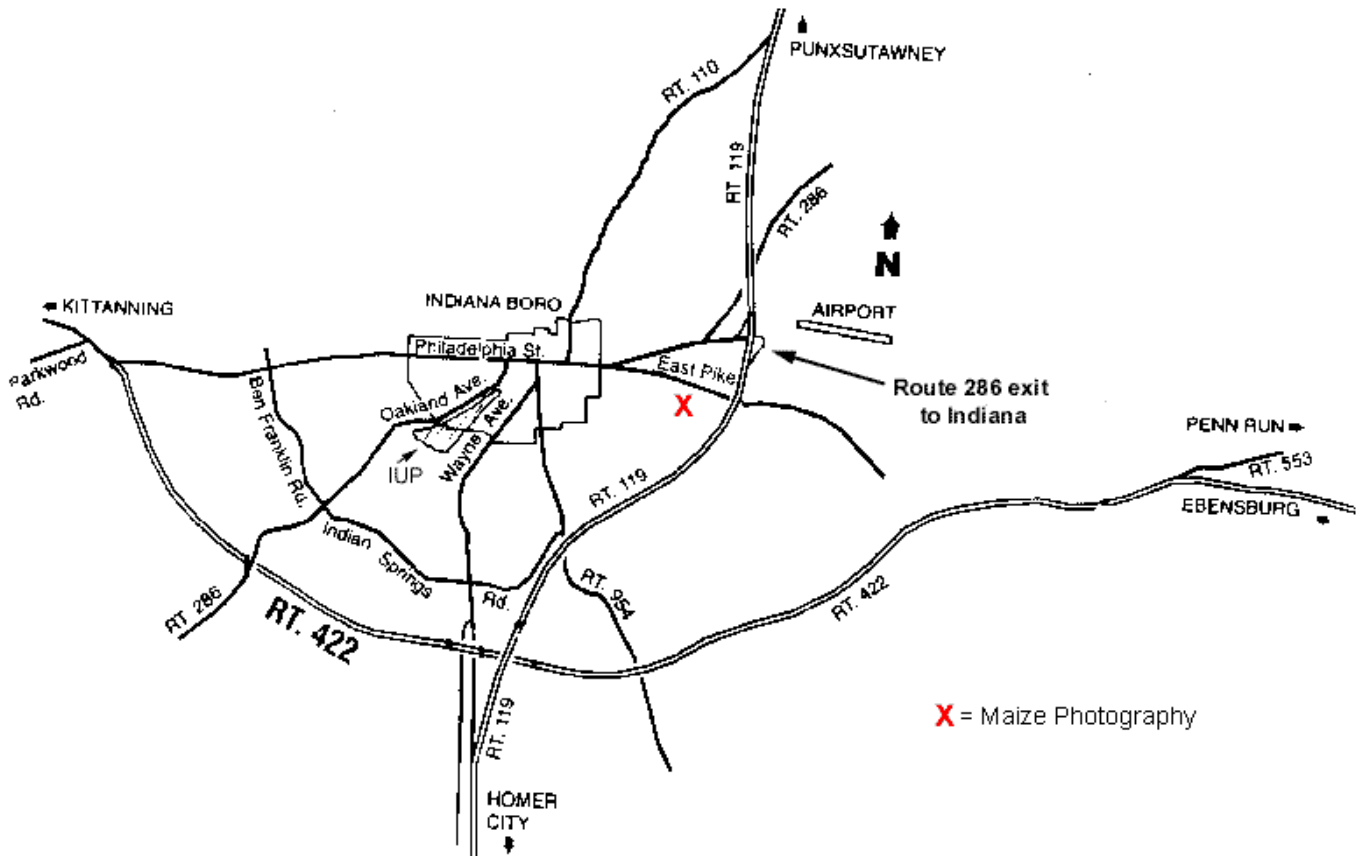 PUNXSUTAWNEY
RT. 110
RT. 119
RT. 286
N
KITTANNING
INDIANA BORO
AIRPORT
Philadelphia St.
Parkwood
Rd.
East Pike
Route 286 exit
to Indiana
Ben Franklin Rd.
Oakland Ave.
X
Wayne Ave.
IUP
PENN RUN
RT. 553
EBENSBURG
RT. 119
Indian Springs Rd.
RT. 954
RT. 286
RT. 422
RT. 422
X = Maize Photography
RT. 119
HOMER
CITY